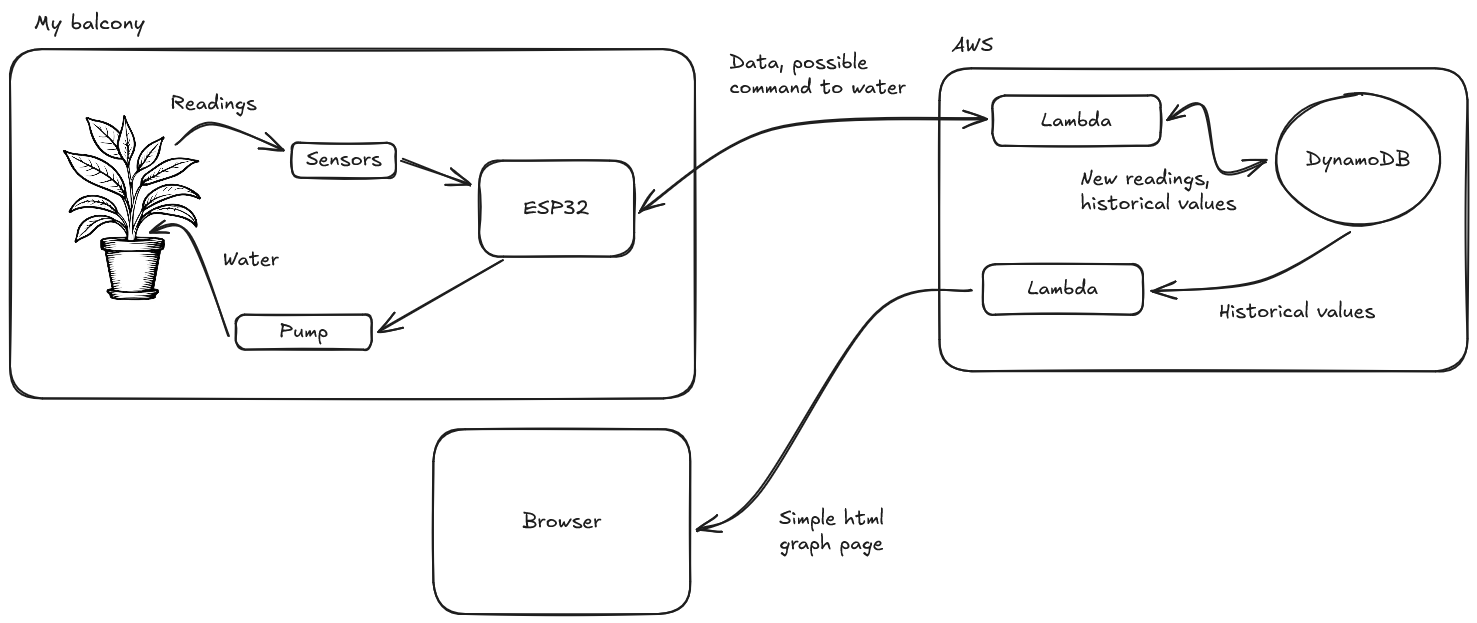 My balcony
AWS
Data, possible
command to water
Readings
Lambda
Sensors
DynamoDB
New readings,
historical values
ESP32
Water
Lambda
Historical values
Pump
Browser
Simple html
graph page